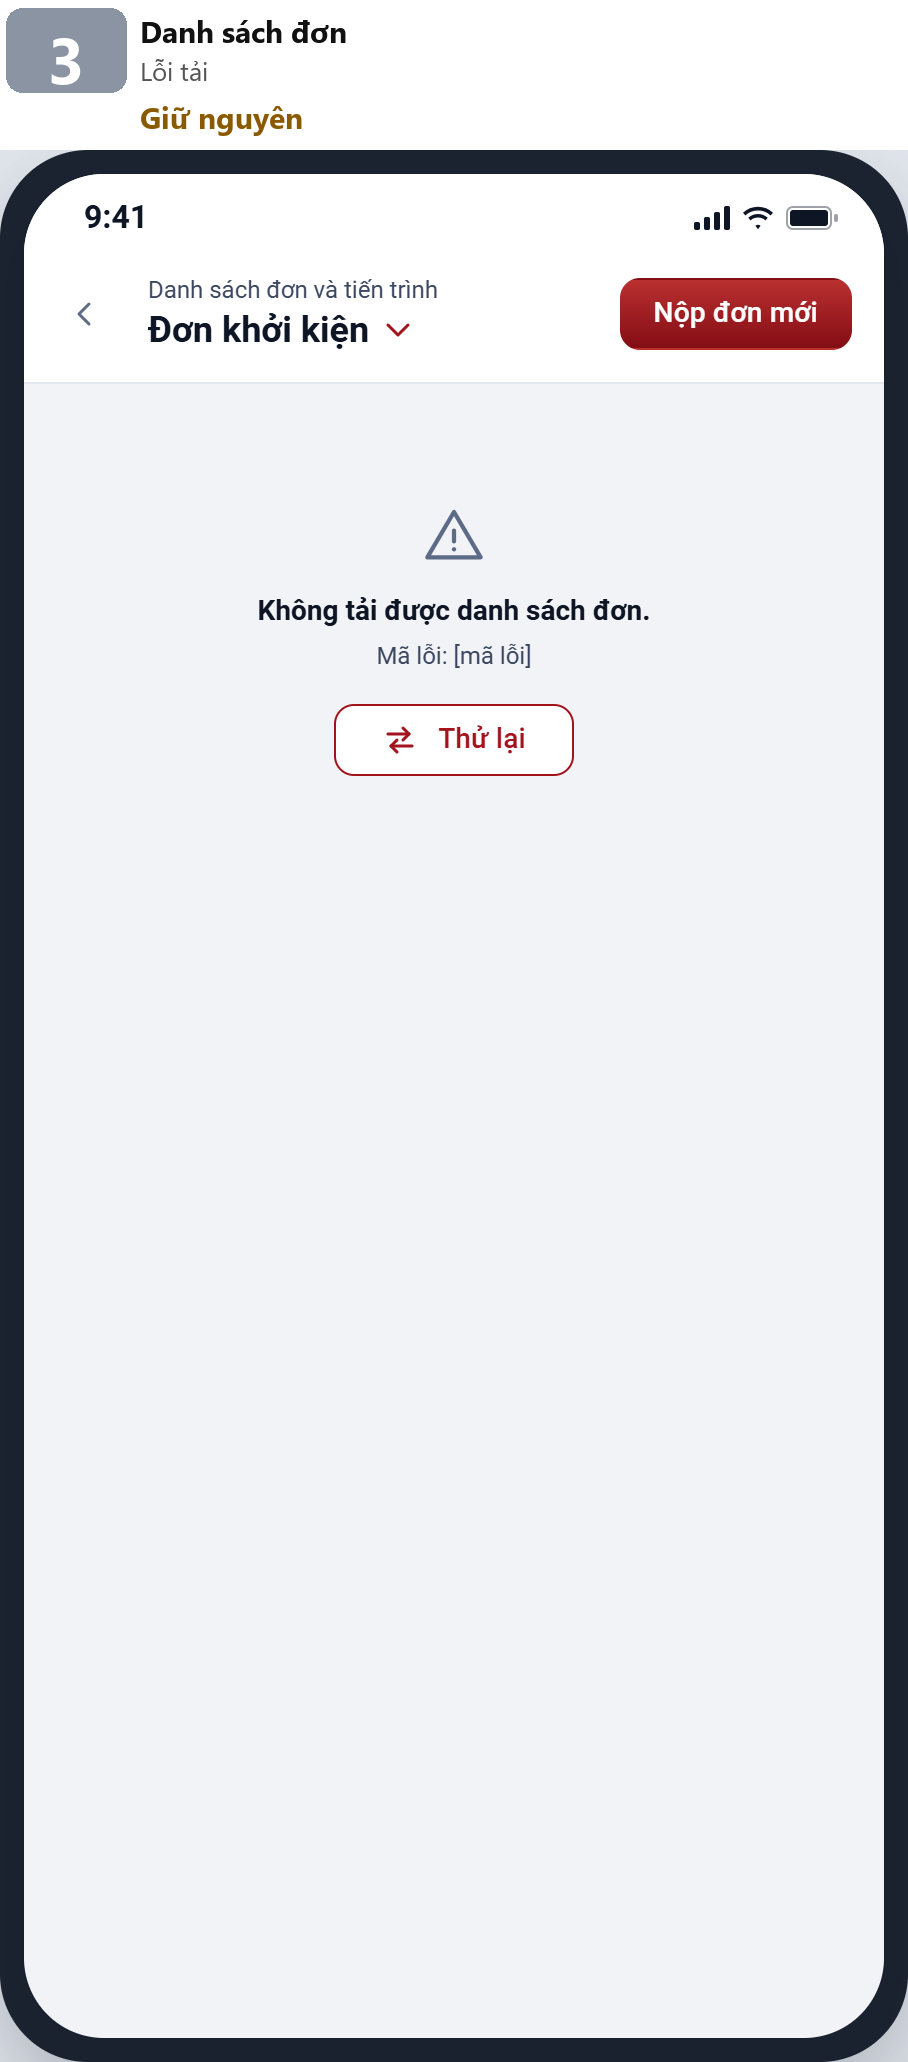 3
Danh sách đơn
Lỗi tải
Giữ nguyên
9:41
Danh sách đơn và tiến trình
Đơn khởi kiện
Nộp đơn mới
Không tải được danh sách đơn.
Mã lỗi: [mã lỗi]
Thử lại